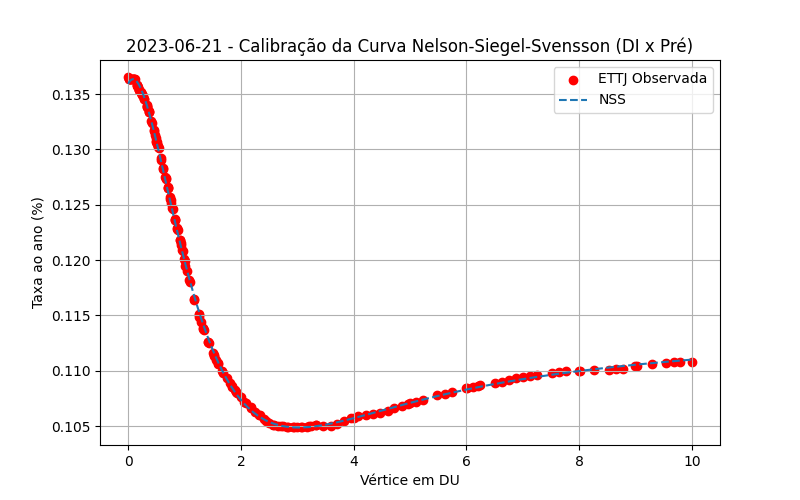 2023-06-21 - Calibração da Curva Nelson-Siegel-Svensson (DI x Pré)
ETTJ Observada
NSS
Taxa ao ano (%)
0.135
0.130
0.125
0.120
0.115
0.110
0.105
0 2 4 6 8 10
Vértice em DU